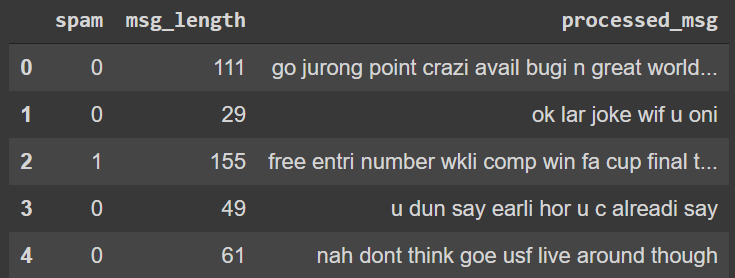 spam msg_length processed_msg
0 0 111 go jurong point crazi avail bugi n great world...
1 0 29 ok lar joke wif u oni
2 1 155 free entri number wkli comp win fa cup final t...
3 0 49 u dun say earli hor u c alreadi say
4 0 61 nah dont think goe usf live around though